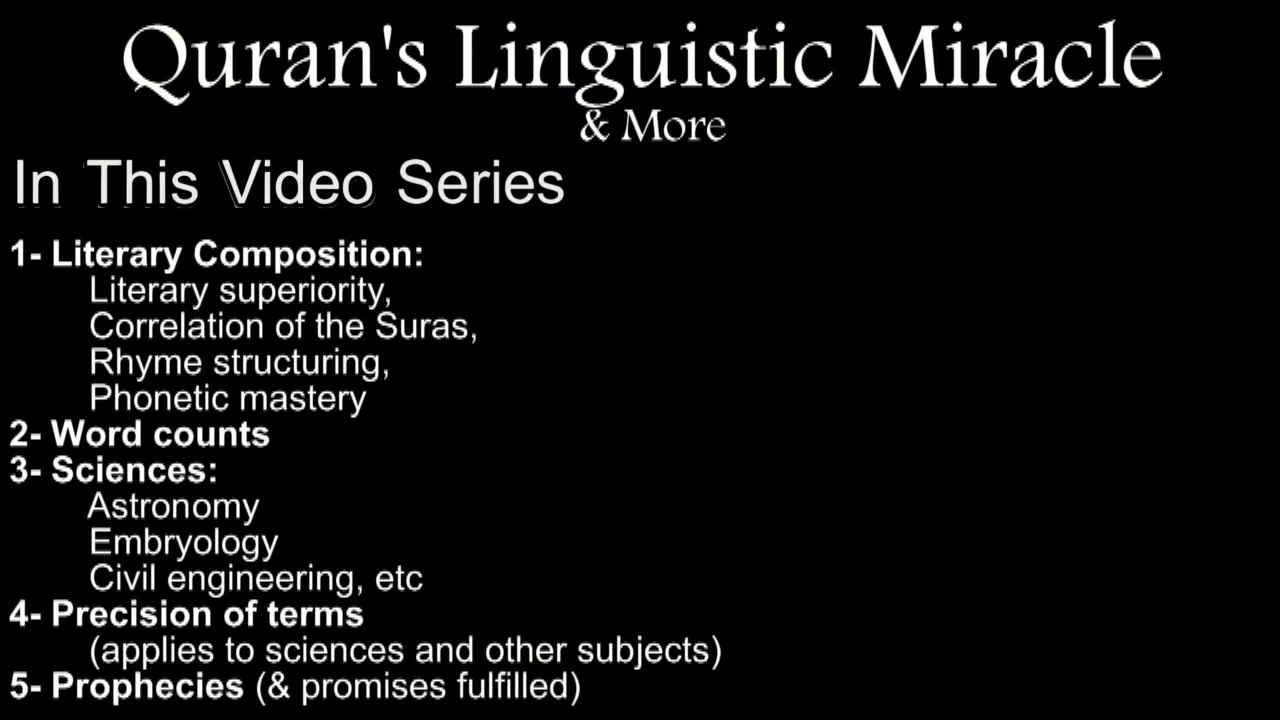 Quran's Linguistic Miracle
& More
In This Video Series
1- Literary Composition:
Literary superiority,
Correlation of the Suras,
Rhyme structuring,
Phonetic mastery
2- Word counts
3- Sciences:
Astronomy
Embryology
Civil engineering, etc
4- Precision of terms
(applies to sciences and other subjects)
5- Prophecies (& promises fulfilled)